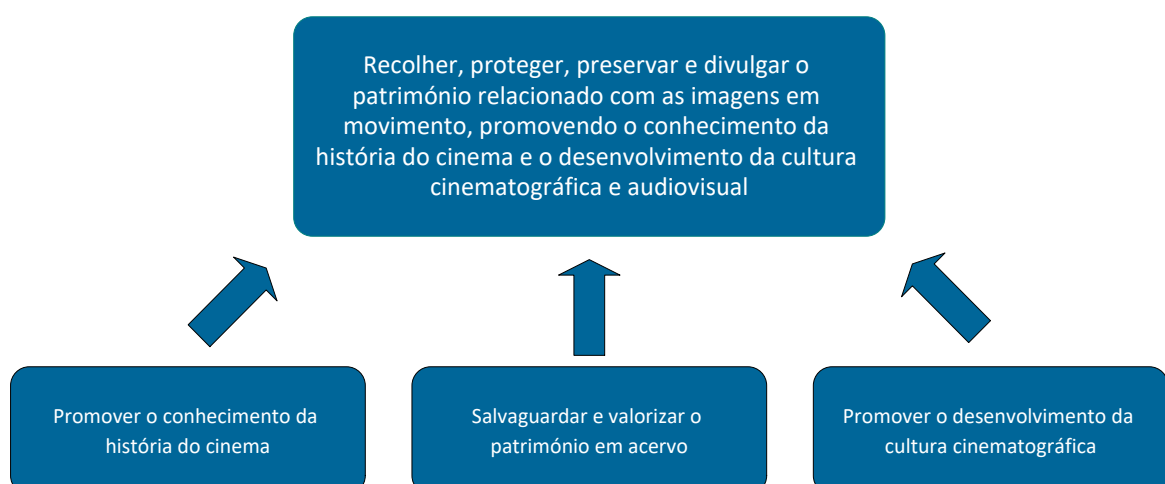 Recolher, proteger, preservar e divulgar o
património relacionado com as imagens em
movimento, promovendo o conhecimento da
história do cinema e o desenvolvimento da cultura
cinematográfica e audiovisual
Promover o conhecimento da
história do cinema
Salvaguardar e valorizar o
património em acervo
Promover o desenvolvimento da
cultura cinematográfica